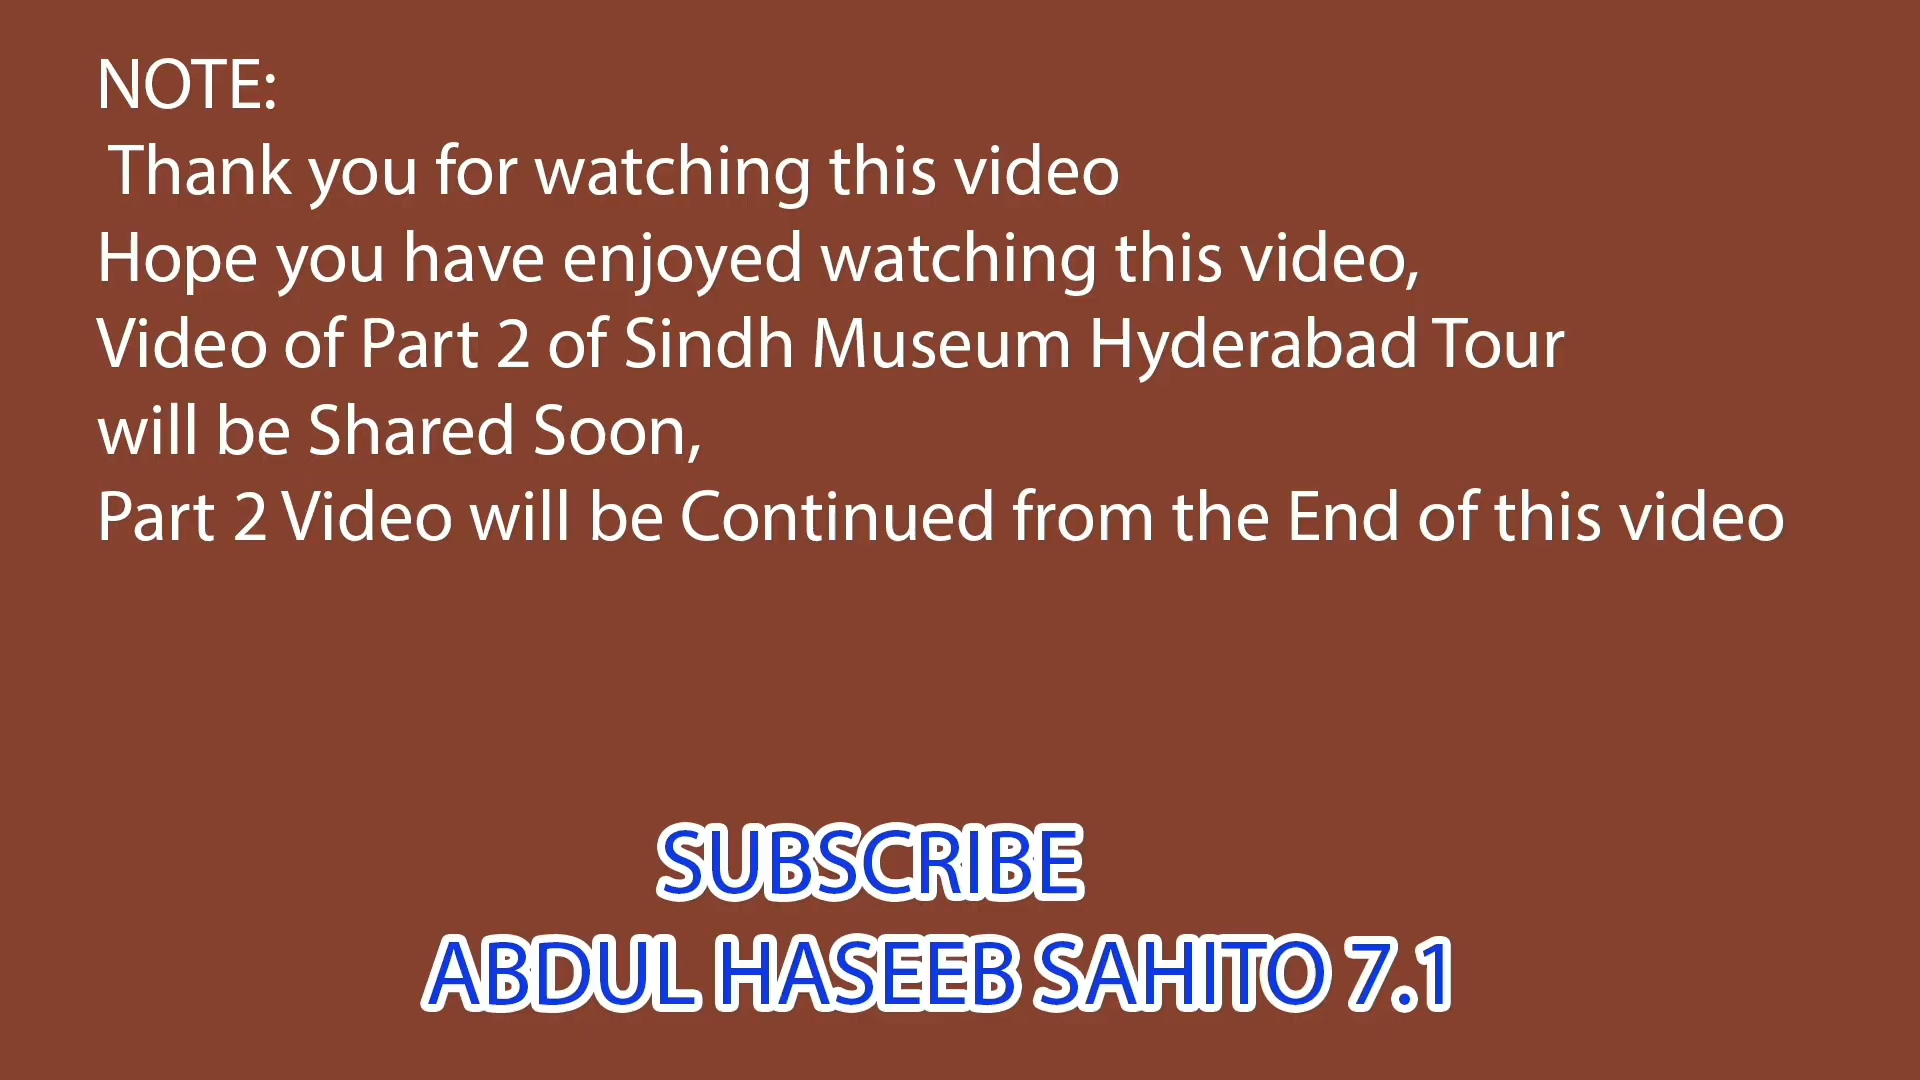 NOTE:
Thank you for watching this video
Hope you have enjoyed watching this video,
Video of Part 2 of Sindh Museum Hyderabad Tour
will be Shared Soon,
Part 2 Video will be Continued from the End of this video
SUBSCRIBE
ABDUL HASEEB SAHITO 7.1